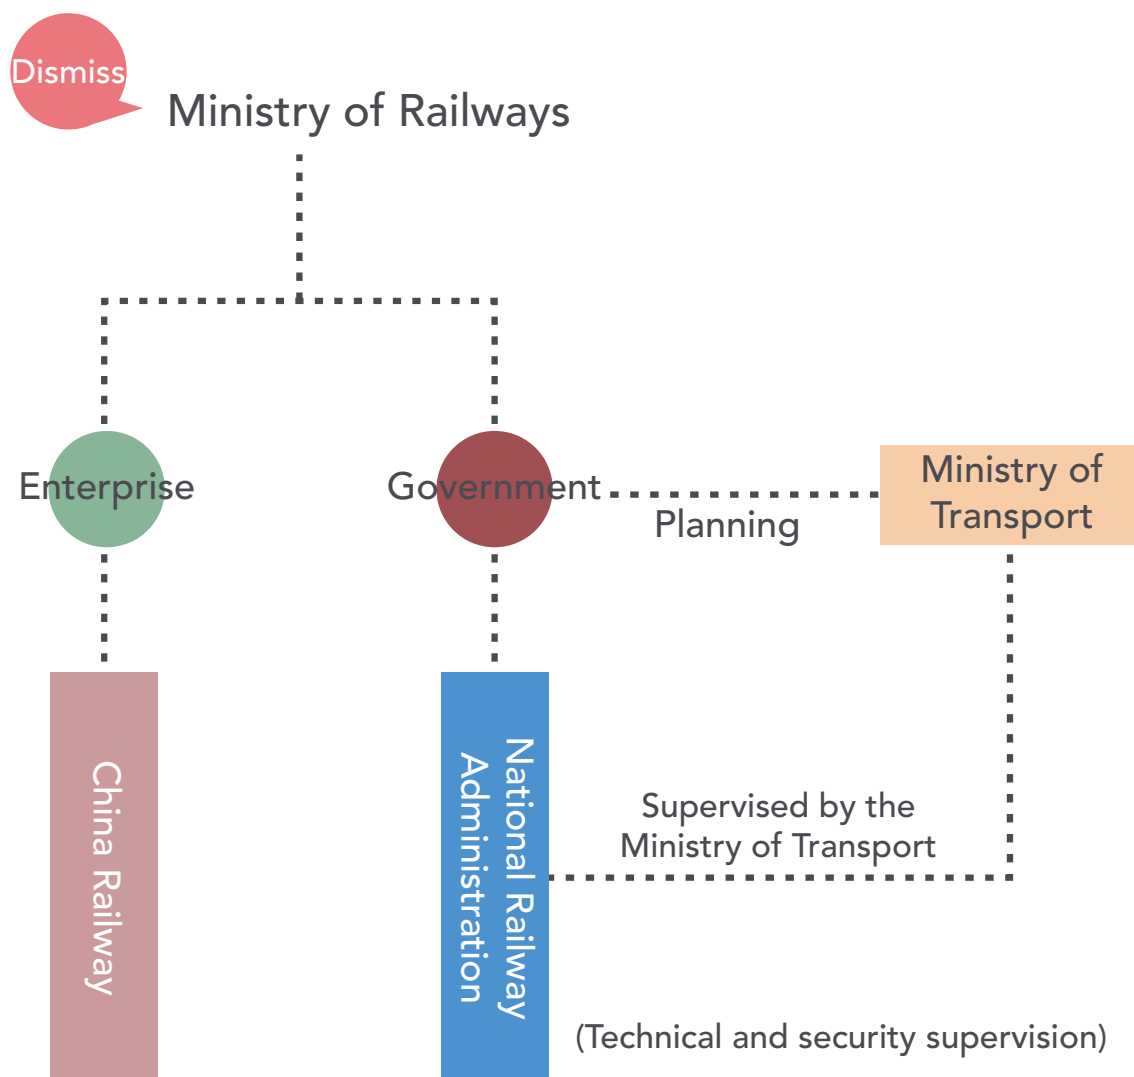 Dismiss
Ministry of Railways
Enterprise
Government
Planning
Ministry of
Transport
China Railway
National Railway
Administration
Supervised by the
Ministry of Transport
(Technical and security supervision)